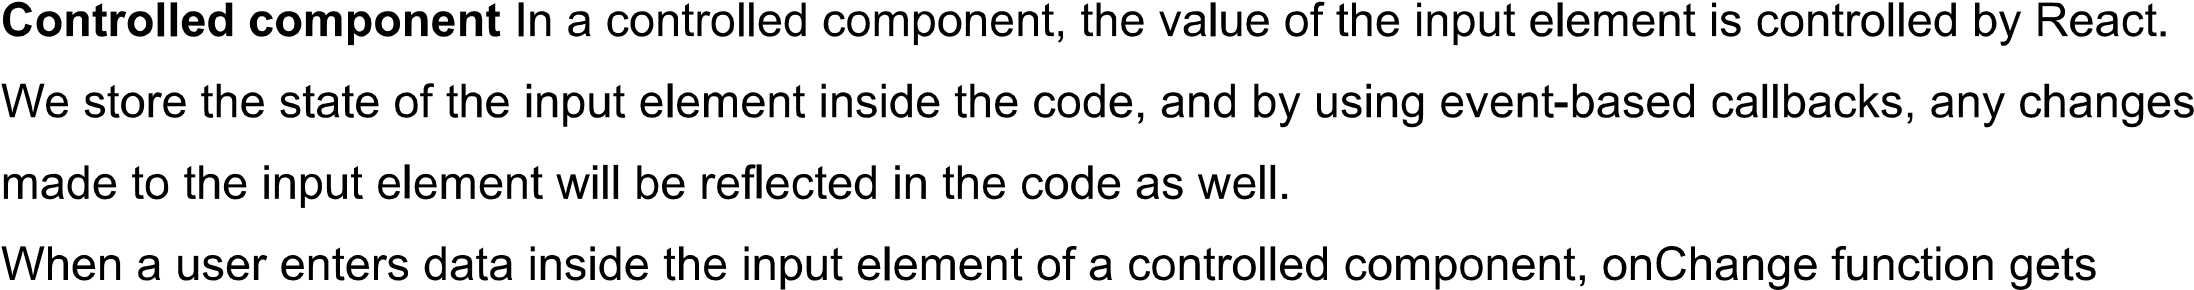 Controlled component In a controlled component, the value of the input element is controlled by React.
We store the state of the input element inside the code, and by using event-based callbacks, any changes
made to the input element will be reflected in the code as well.
When a user enters data inside the input element of a controlled component, onChange function gets